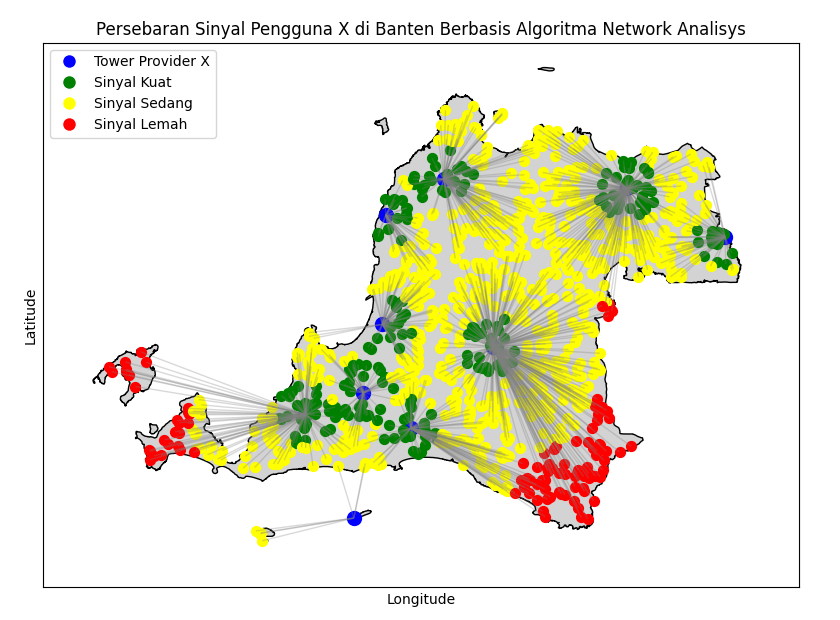 Persebaran Sinyal Pengguna X di Banten Berbasis Algoritma Network Analisys
Tower Provider X
Sinyal Kuat
Sinyal Sedang
Sinyal Lemah
Latitude
Longitude